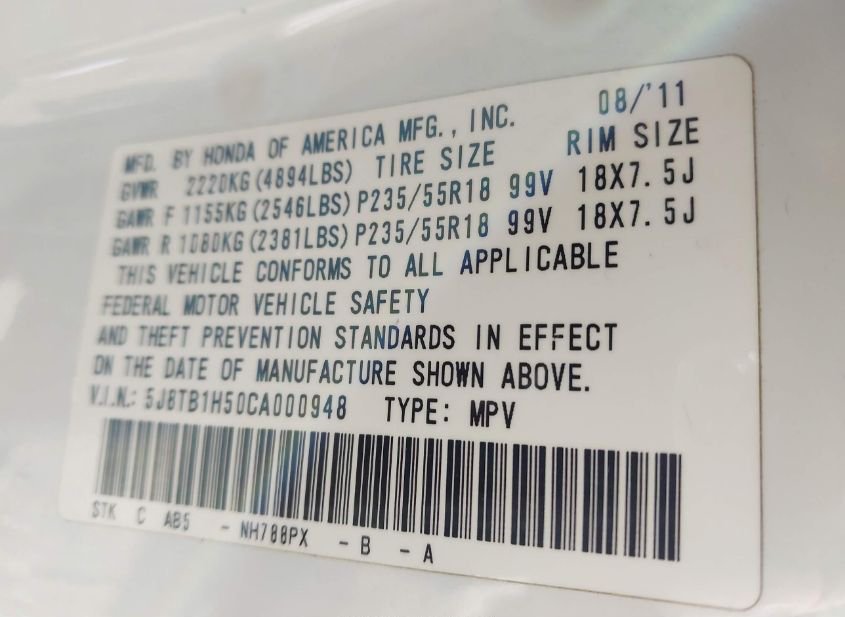 MFD. BY HONDA OF AMERICA MFG., INC. 08/'11
GVWR 2220KG (4894LBS) TIRE SIZE RIM SIZE
GAWR F 1155KG (2546LBS) P235/55R18 99V 18X7.5J
GAWR R 1080KG (2381LBS) P235/55R18 99V 18X7.5J
THIS VEHICLE CONFORMS TO ALL APPLICABLE
FEDERAL MOTOR VEHICLE SAFETY
AND THEFT PREVENTION STANDARDS IN EFFECT
ON THE DATE OF MANUFACTURE SHOWN ABOVE.
V.I.N.: 5J8TB1H50CA000948 TYPE: MPV
STK C AB5 - NH788PX - B - A